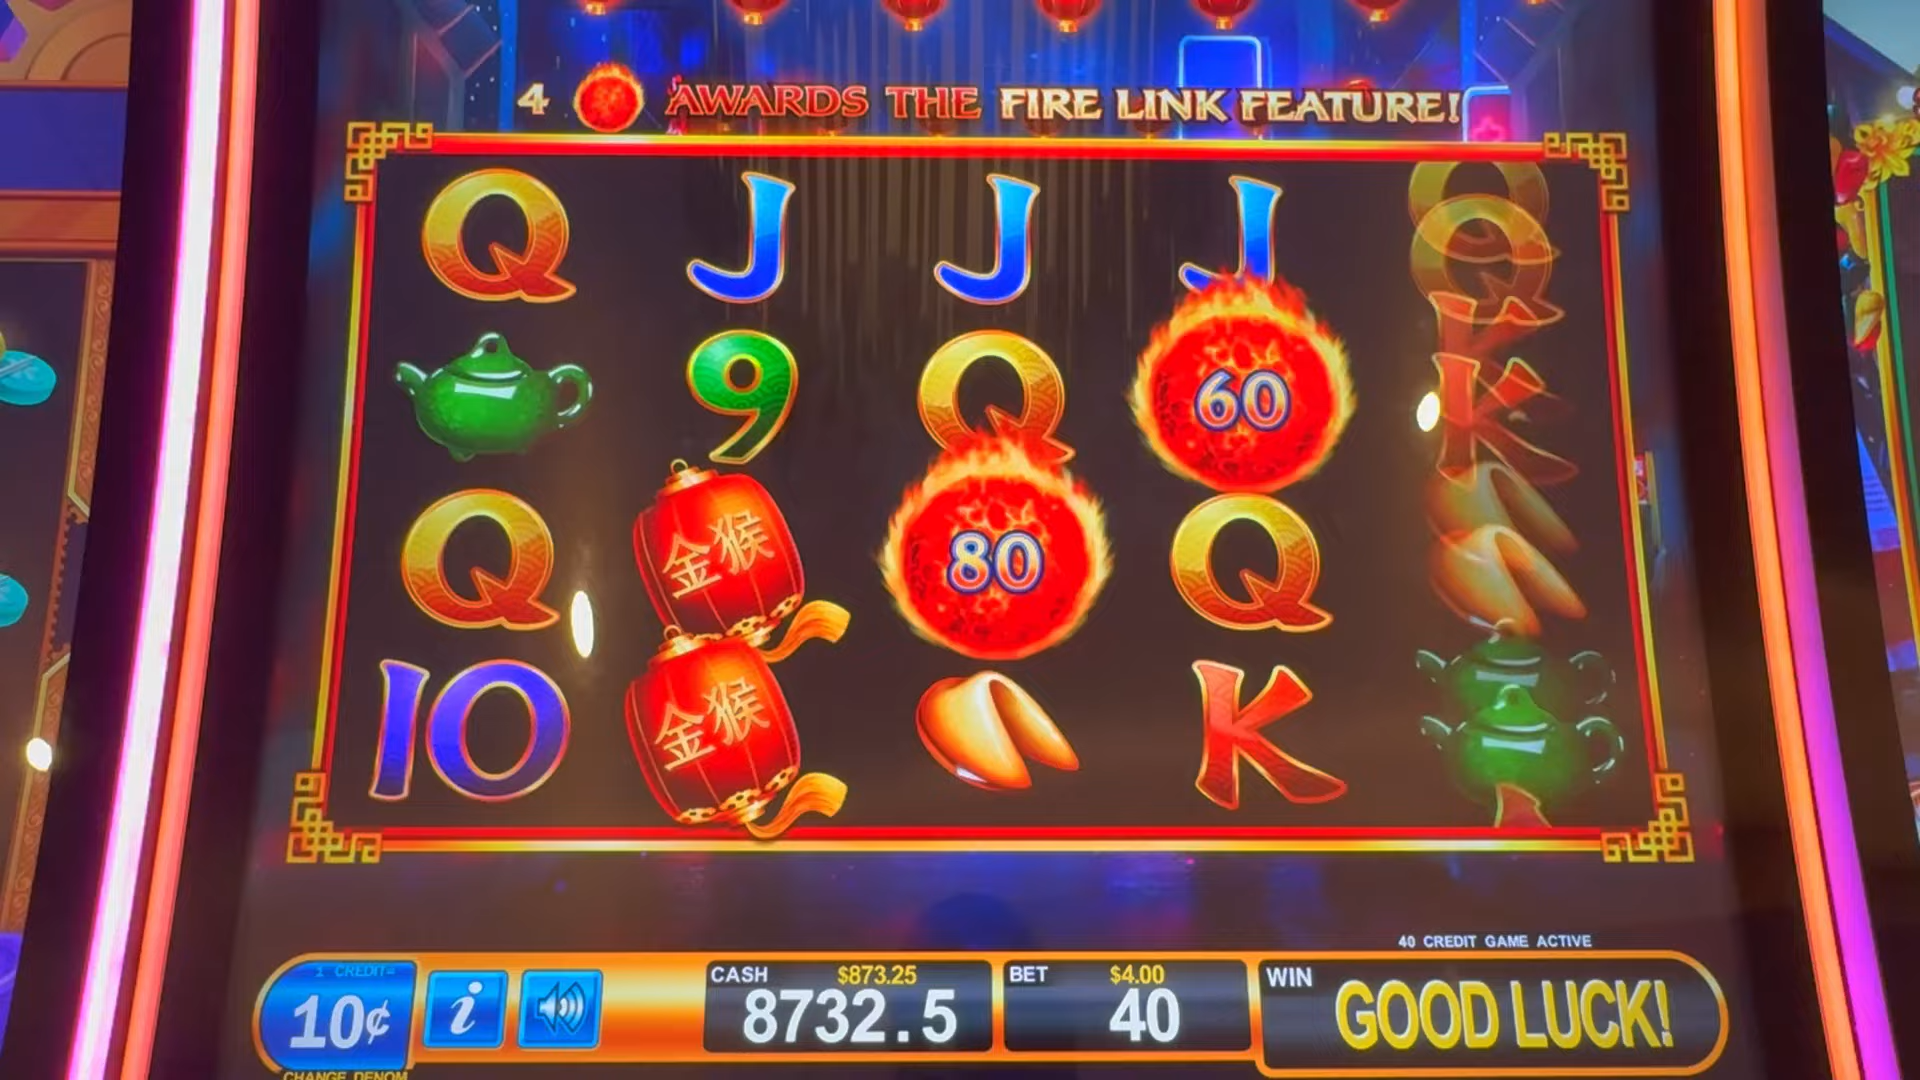 4 AWARDS THE FIRE LINK FEATURE!
Q J J J Q
9 Q 60 K
Q 金猴 80 Q
10 金猴 K
40 CREDIT GAME ACTIVE
1 CREDIT=
10¢
CHANGE DENOM
i
CASH $873.25
8732.5
BET $4.00
40
WIN GOOD LUCK!